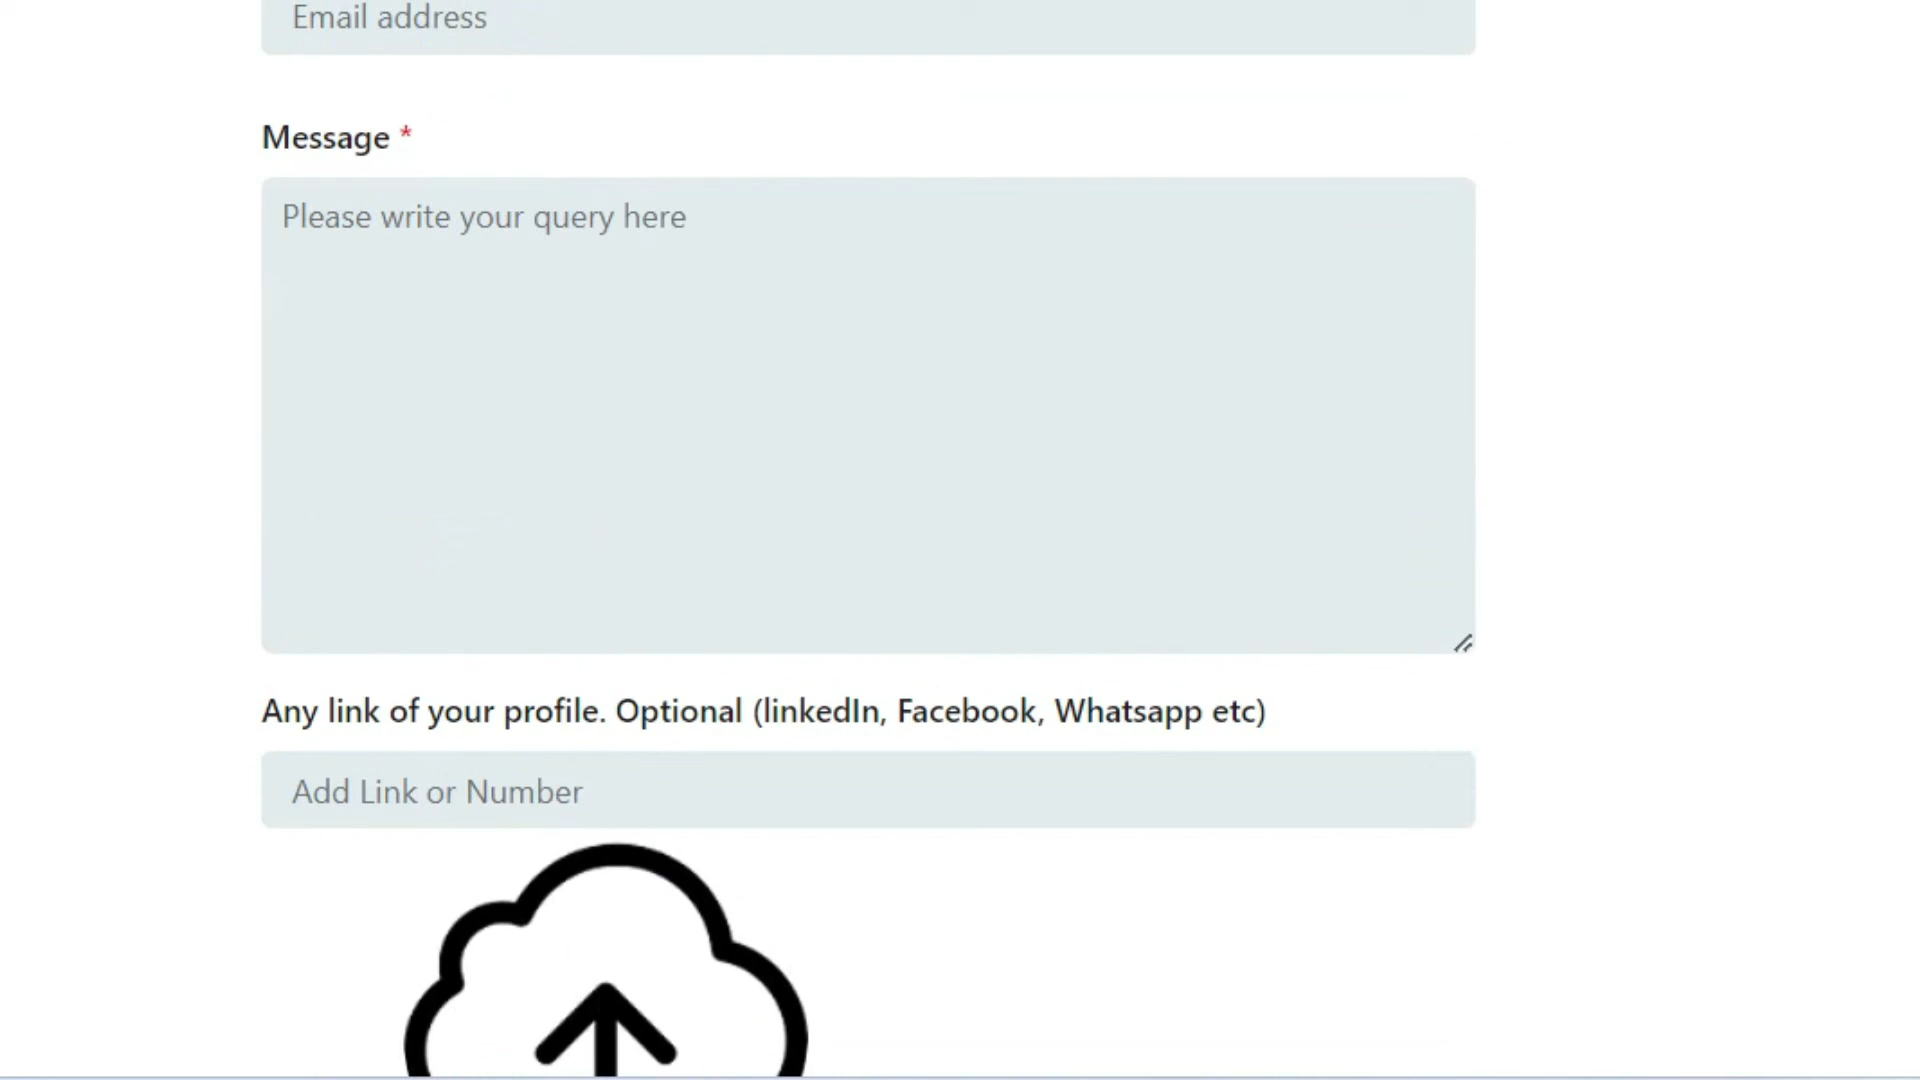 Email address
Message *
Please write your query here
Any link of your profile. Optional (linkedIn, Facebook, Whatsapp etc)
Add Link or Number